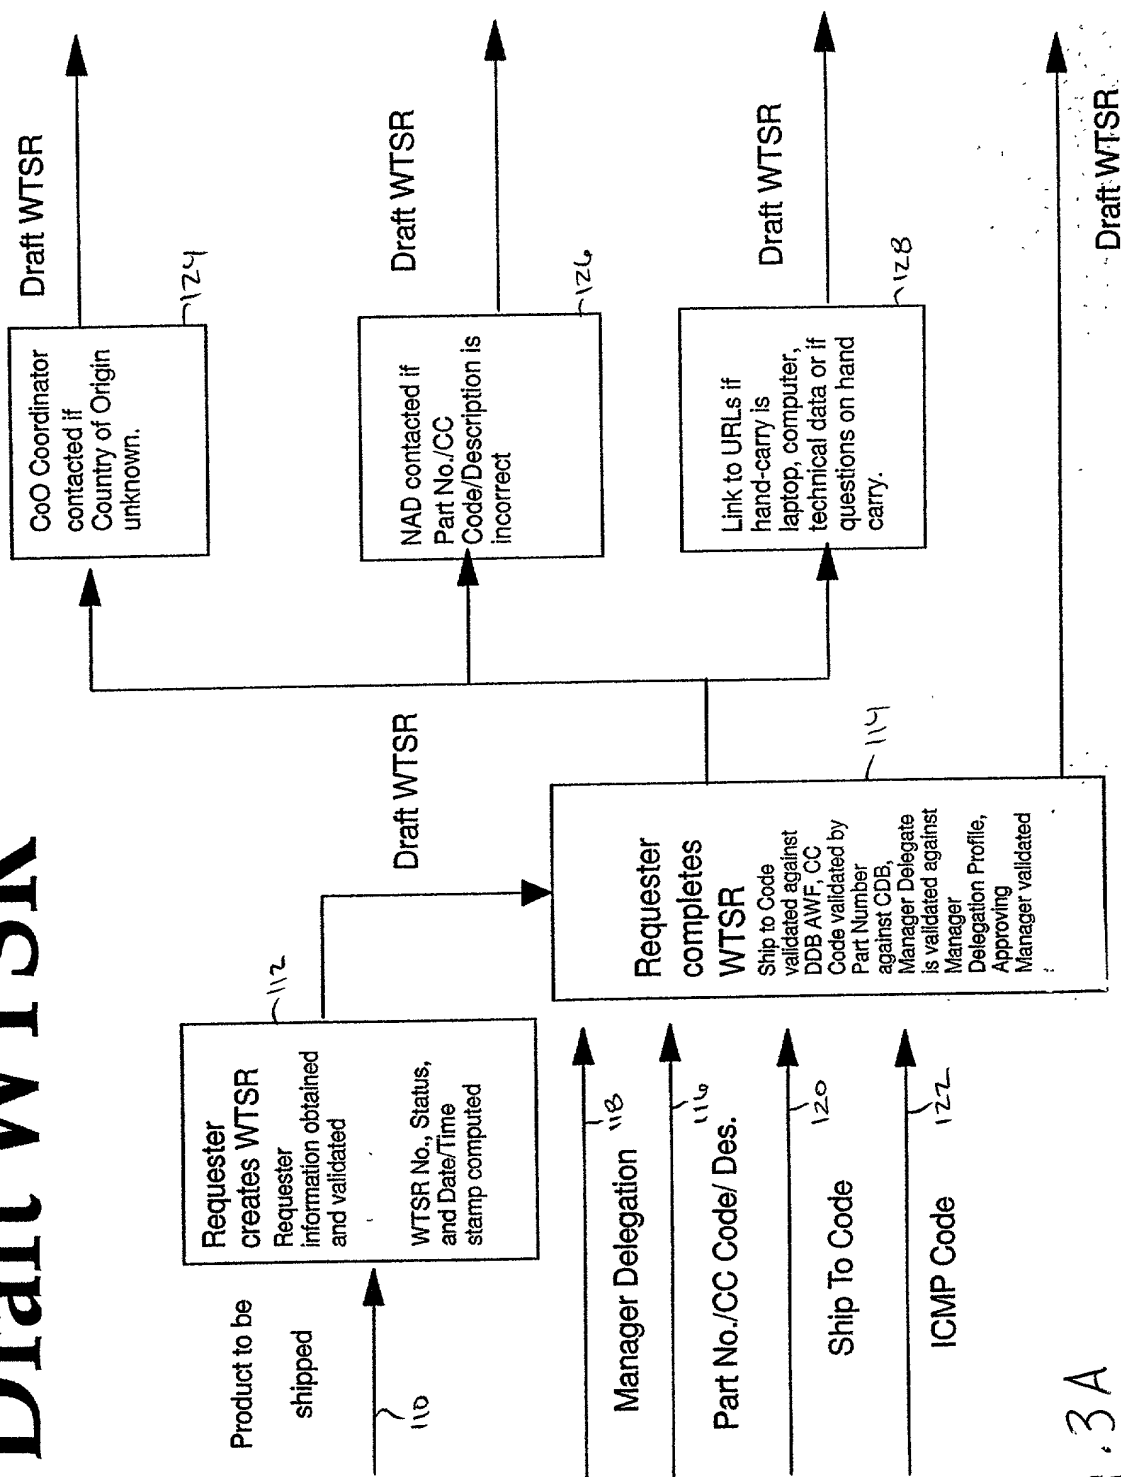 Draft WTSR
Product to be
shipped
110
Requester
creates WTSR
Requester
information obtained
and validated
WTSR No., Status,
and Date/Time
stamp computed
112
Draft WTSR
Manager Delegation
118
Part No./CC Code/ Des.
116
Ship To Code
120
ICMP Code
122
Requester
completes
WTSR
Ship to Code
validated against
DDB AWF, CC
Code validated by
Part Number
against CDB,
Manager Delegate
is validated against
Manager
Delegation Profile,
Approving
Manager validated
114
CoO Coordinator
contacted if
Country of Origin
unknown.
124
Draft WTSR
NAD contacted if
Part No./CC
Code/Description is
incorrect
126
Draft WTSR
Link to URLs if
hand-carry is
laptop, computer,
technical data or if
questions on hand
carry.
128
Draft WTSR
Draft WTSR
. 3A